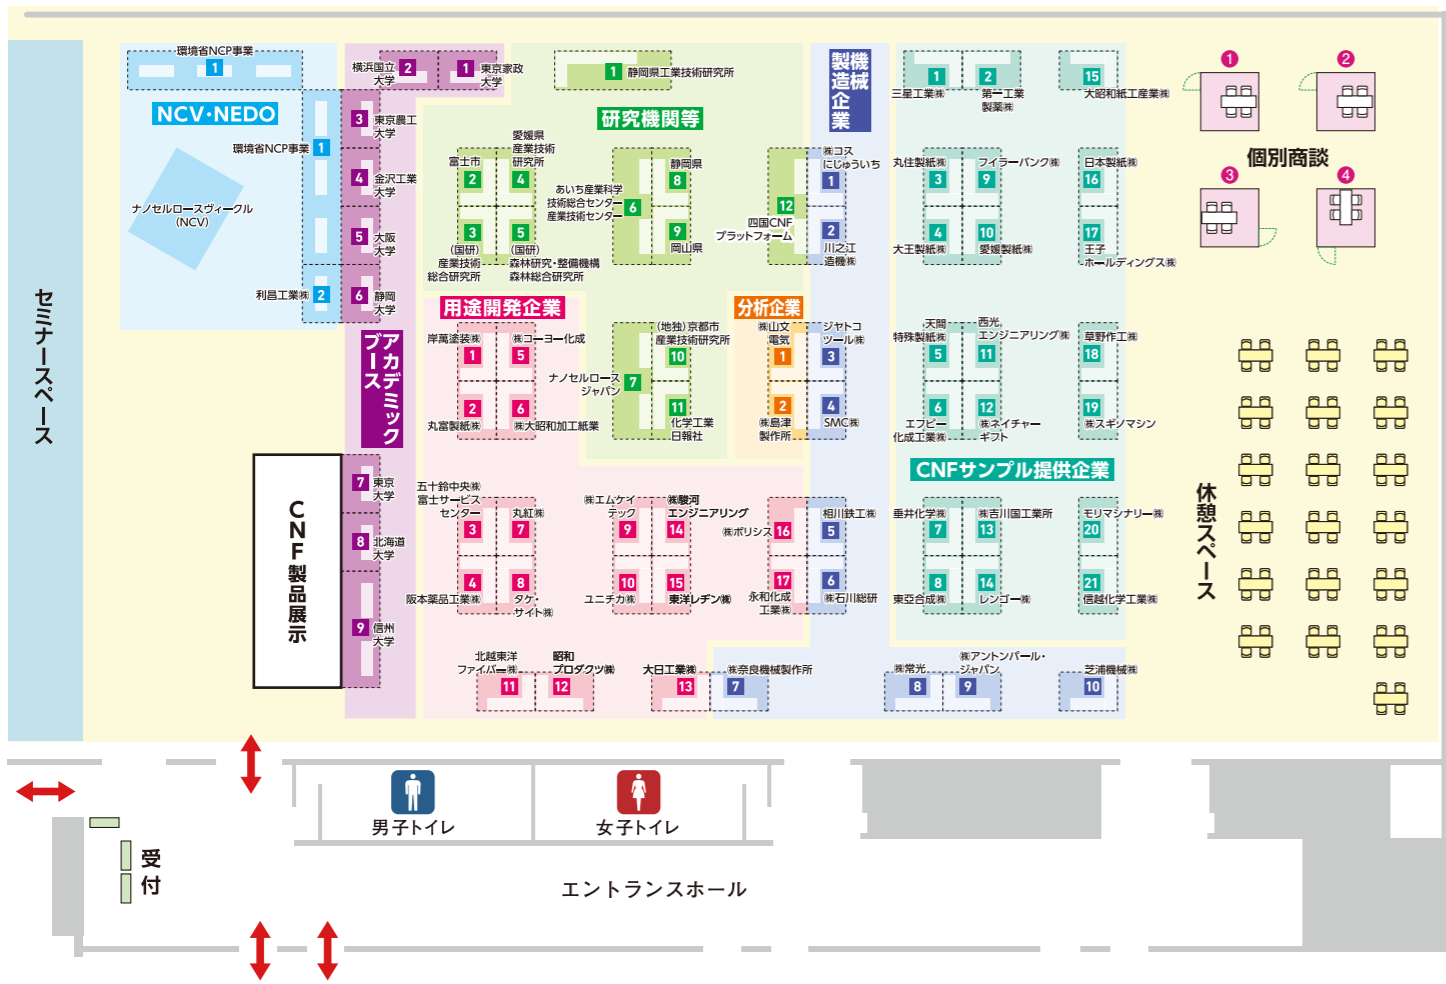 セミナースペース
環境省NCP事業
1
NCV・NEDO
環境省NCP事業
1
ナノセルロースヴィークル
(NCV)
利昌工業㈱
2
アカデミック
ブース
1
東京家政
大学
横浜国立
大学
2
3
東京農工
大学
4
金沢工業
大学
5
大阪
大学
6
静岡
大学
7
東京
大学
8
北海道
大学
9
信州
大学
CNF製品展示
研究機関等
1
静岡県工業技術研究所
富士市
2
3
(国研)
産業技術
総合研究所
愛媛県
産業技術
研究所
4
5
(国研)
森林研究・整備機構
森林総合研究所
あいち産業科学
技術総合センター
産業技術センター
6
静岡県
8
9
岡山県
12
四国CNF
プラットフォーム
(地独)京都市
産業技術研究所
10
ナノセルロース
ジャパン
7
11
化学工業
日報社
用途開発企業
岸萬塗装㈱
1
㈱コーヨー化成
5
2
丸富製紙㈱
6
㈱大昭和加工紙業
五十鈴中央㈱
富士サービス
センター
3
丸紅㈱
7
4
阪本薬品工業㈱
8
タケ・
サイト㈱
㈱エムケイ
テック
9
㈱駿河
エンジニアリング
14
10
ユニチカ㈱
15
東洋レヂン㈱
㈱ポリシス
16
17
永和化成
工業㈱
北越東洋
ファイバー㈱
11
昭和
プロダクツ㈱
12
大日工業㈱
13
分析企業
㈱山文
電気
1
2
㈱島津
製作所
機械
製造企業
㈱コス
にじゅういち
1
2
川之江
造機㈱
ジヤトコ
ツール㈱
3
4
SMC㈱
相川鉄工㈱
5
6
㈱石川総研
㈱奈良機械製作所
7
㈱常光
8
㈱アントンパール・
ジャパン
9
芝浦機械㈱
10
CNFサンプル提供企業
1
三星工業㈱
2
第一工業
製薬㈱
15
大昭和紙工産業㈱
丸住製紙㈱
3
フイラーバンク㈱
9
日本製紙㈱
16
4
大王製紙㈱
10
愛媛製紙㈱
17
王子
ホールディングス㈱
天間
特殊製紙㈱
5
西光
エンジニアリング㈱
11
草野作工㈱
18
6
エフピー
化成工業㈱
12
㈱ネイチャー
ギフト
19
㈱スギノマシン
垂井化学㈱
7
㈱吉川国工業所
13
モリマシナリー㈱
20
8
東亞合成㈱
14
レンゴー㈱
21
信越化学工業㈱
1
2
個別商談
3
4
休憩スペース
男子トイレ
女子トイレ
受付
エントランスホール